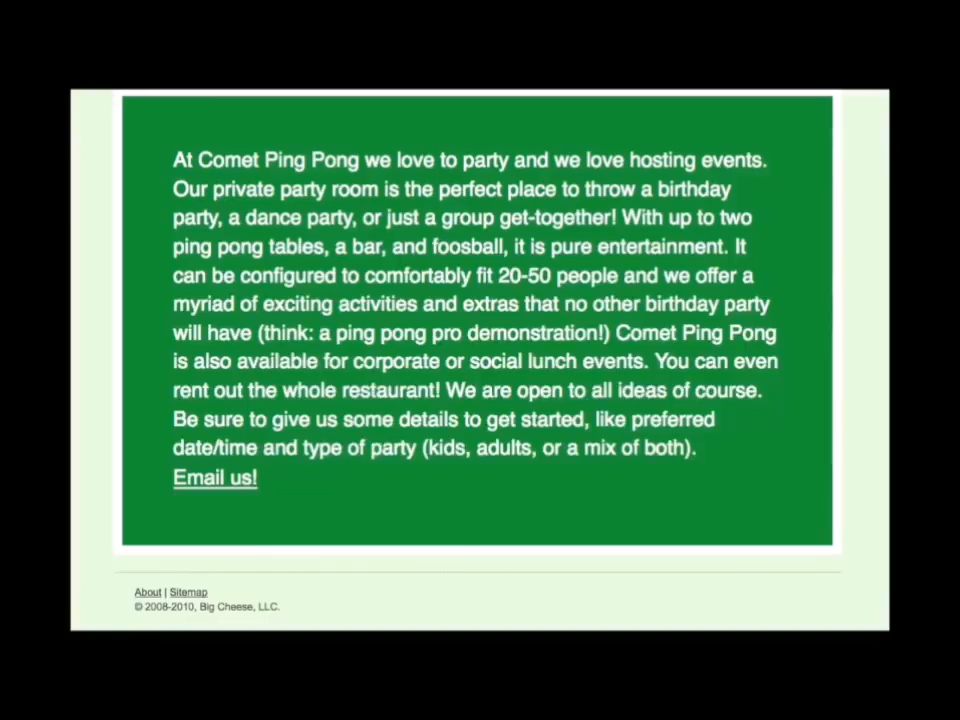 At Comet Ping Pong we love to party and we love hosting events.
Our private party room is the perfect place to throw a birthday
party, a dance party, or just a group get-together! With up to two
ping pong tables, a bar, and foosball, it is pure entertainment. It
can be configured to comfortably fit 20-50 people and we offer a
myriad of exciting activities and extras that no other birthday party
will have (think: a ping pong pro demonstration!) Comet Ping Pong
is also available for corporate or social lunch events. You can even
rent out the whole restaurant! We are open to all ideas of course.
Be sure to give us some details to get started, like preferred
date/time and type of party (kids, adults, or a mix of both).
Email us!
About | Sitemap
© 2008-2010, Big Cheese, LLC.